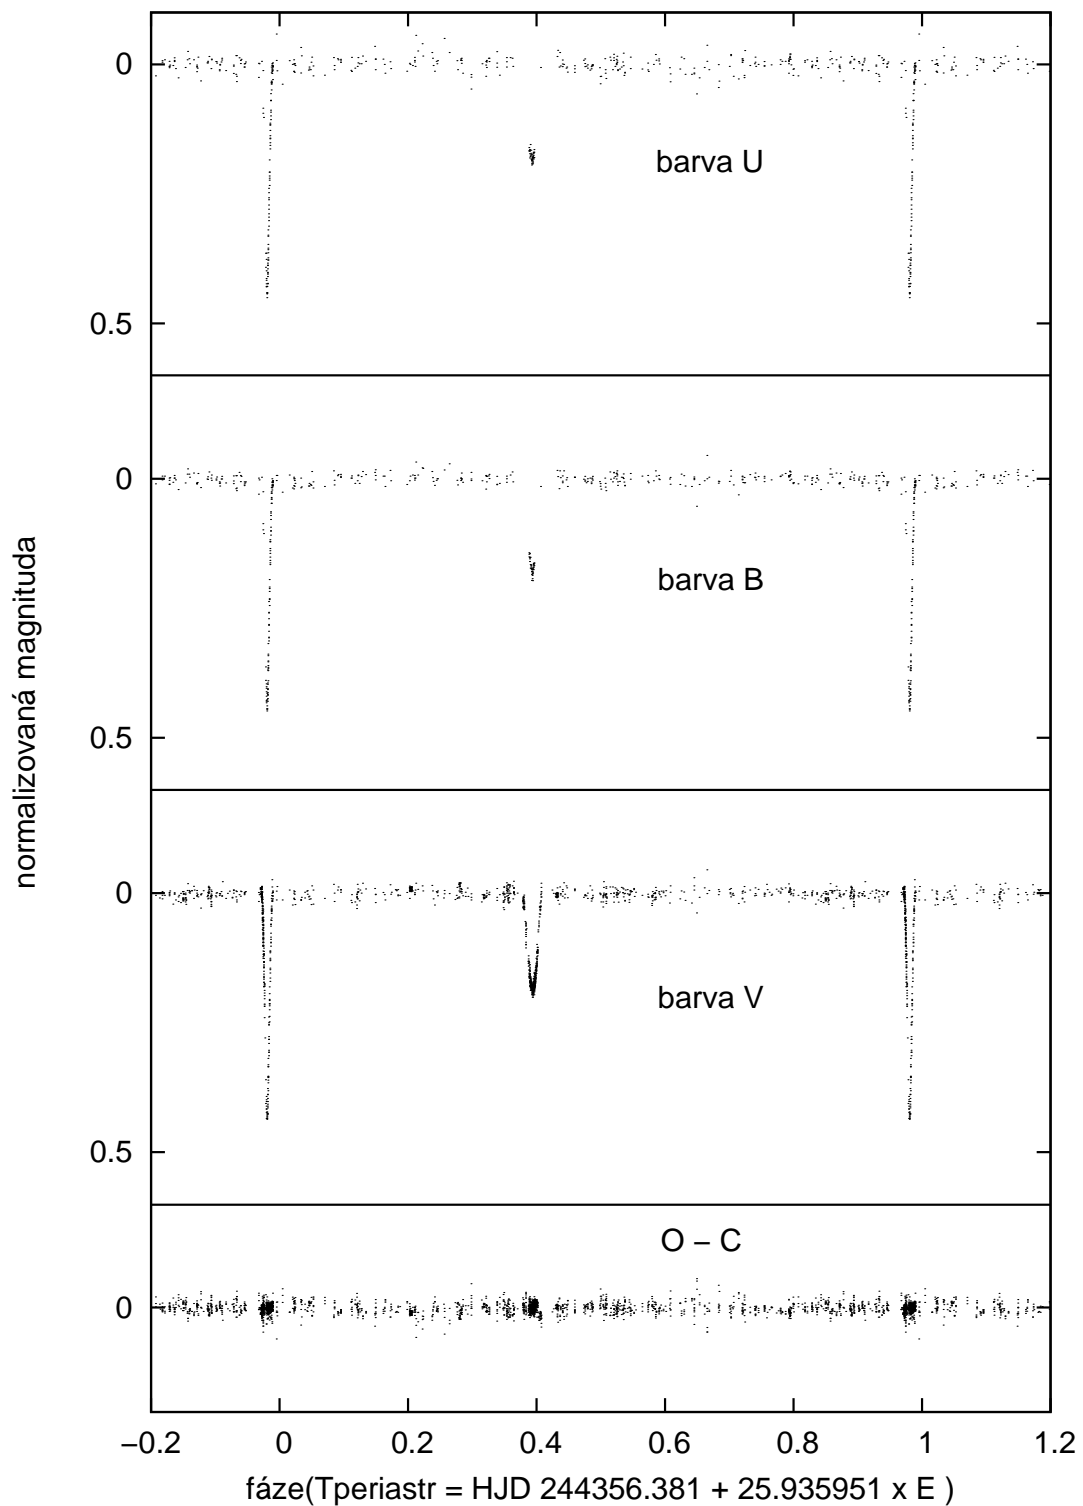 0
barva U
0.5
0
barva B
0.5
normalizovaná magnituda
0
barva V
0.5
O – C
0
−0.2 0 0.2 0.4 0.6 0.8 1 1.2
fáze(Tperiastr = HJD 244356.381 + 25.935951 x E )